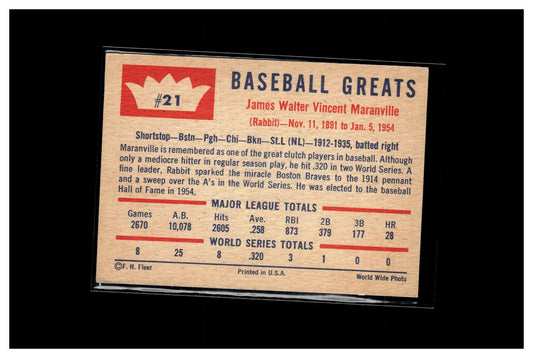 #21
BASEBALL GREATS
James Walter Vincent Maranville
(Rabbit)—Nov. 11, 1891 to Jan. 5, 1954
Shortstop—Bstn—Pgh—Chi—Bkn—St.L (NL)—1912-1935, batted right
Maranville is remembered as one of the great clutch players in baseball. Although
only a mediocre hitter in regular season play, he hit .320 in two World Series. A
fine leader, Rabbit sparked the miracle Boston Braves to the 1914 pennant
and a sweep over the A's in the World Series. He was elected to the baseball
Hall of Fame in 1954.
MAJOR LEAGUE TOTALS
Games A.B. Hits Ave. RBI 2B 3B HR
2670 10,078 2605 .258 873 379 177 28
WORLD SERIES TOTALS
8 25 8 .320 3 1 0 0
©F. H. Fleer Printed in U.S.A. World Wide Photo